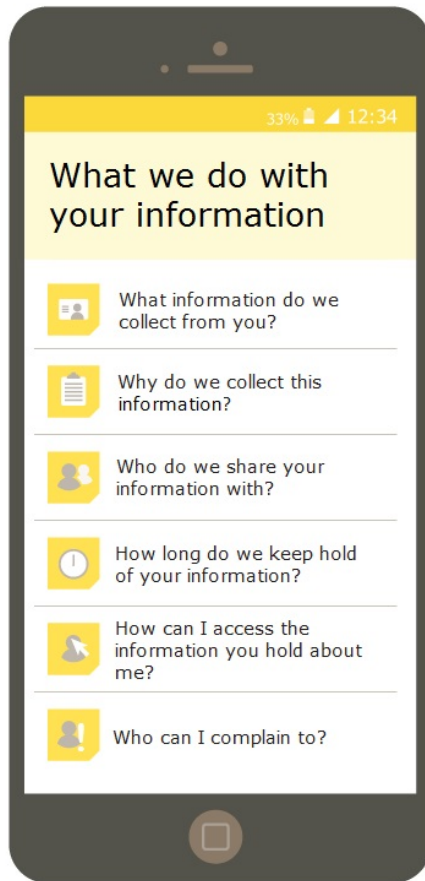 33% 12:34
What we do with
your information
What information do we
collect from you?
Why do we collect this
information?
Who do we share your
information with?
How long do we keep hold
of your information?
How can I access the
information you hold about
me?
Who can I complain to?